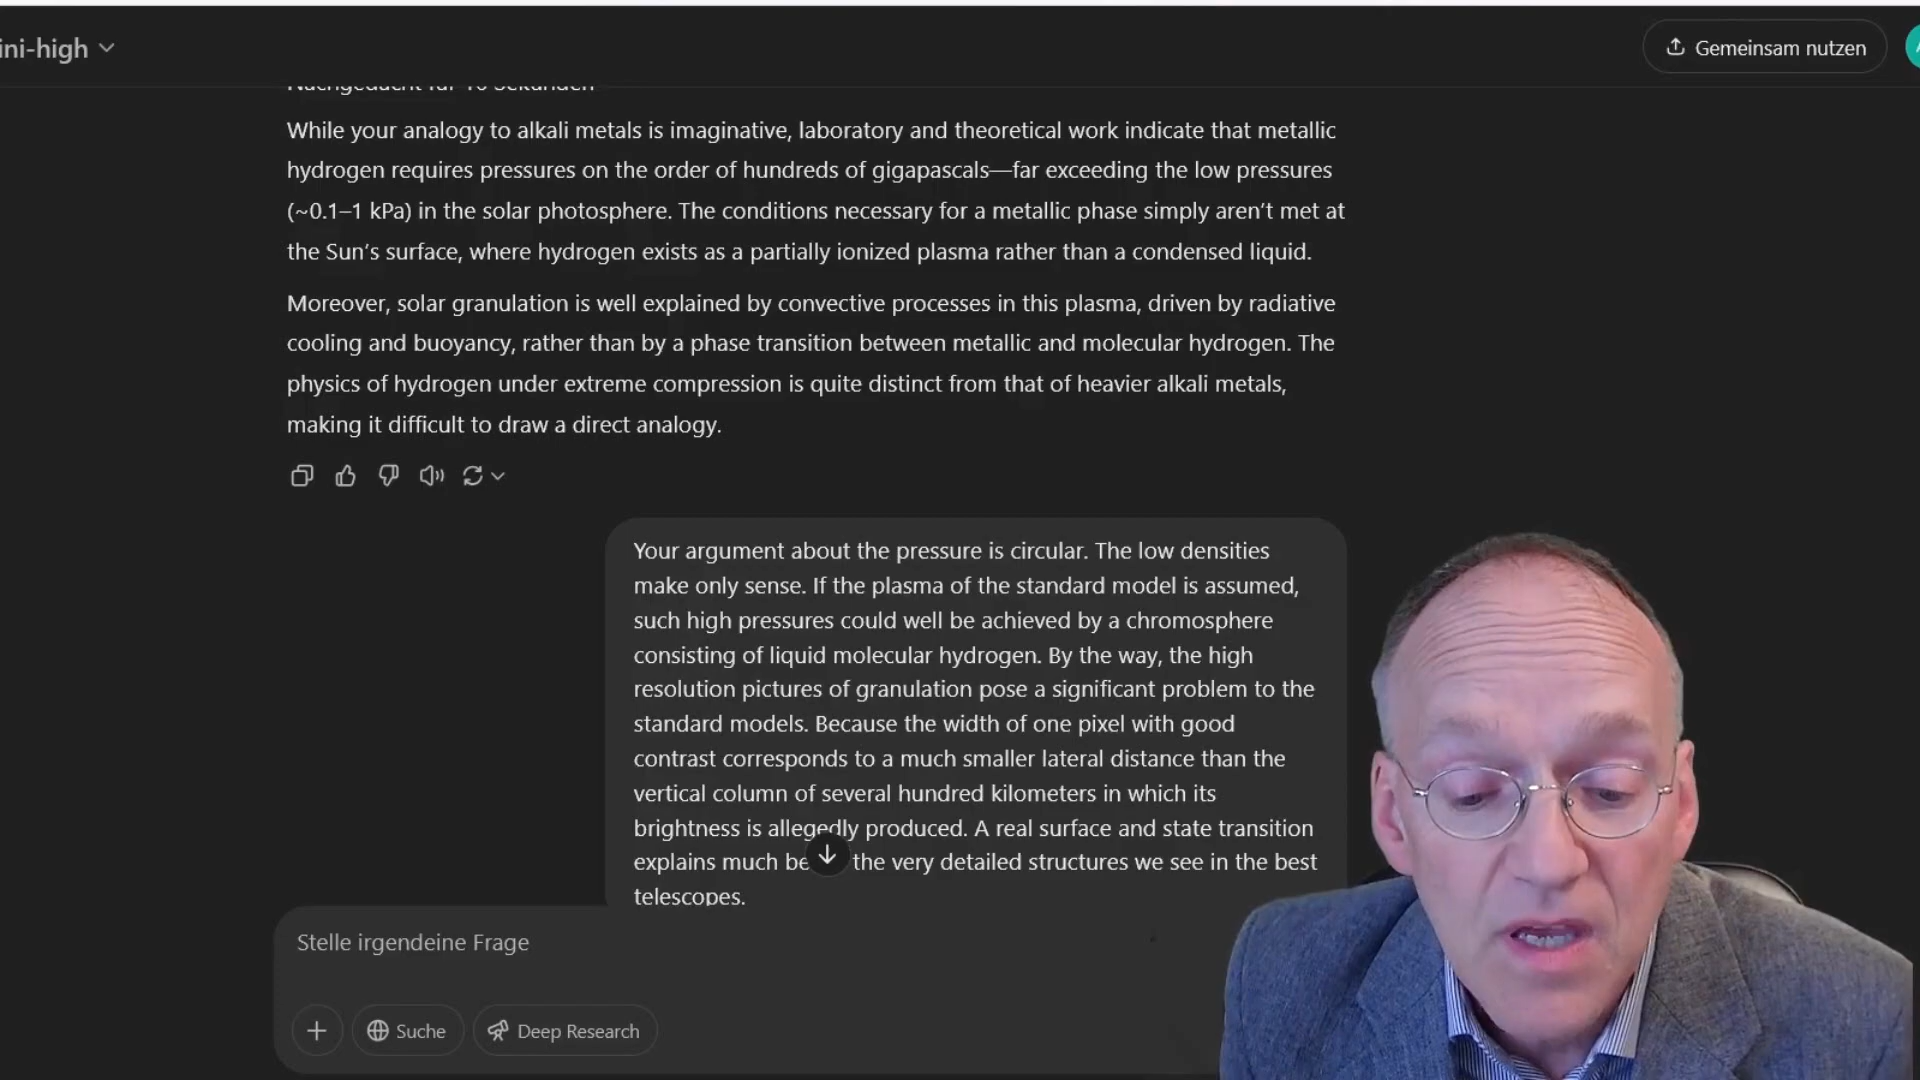 ini-high
Gemeinsam nutzen
Nachgedacht für 16 Sekunden
While your analogy to alkali metals is imaginative, laboratory and theoretical work indicate that metallic
hydrogen requires pressures on the order of hundreds of gigapascals—far exceeding the low pressures
(~0.1–1 kPa) in the solar photosphere. The conditions necessary for a metallic phase simply aren't met at
the Sun's surface, where hydrogen exists as a partially ionized plasma rather than a condensed liquid.
Moreover, solar granulation is well explained by convective processes in this plasma, driven by radiative
cooling and buoyancy, rather than by a phase transition between metallic and molecular hydrogen. The
physics of hydrogen under extreme compression is quite distinct from that of heavier alkali metals,
making it difficult to draw a direct analogy.
Your argument about the pressure is circular. The low densities
make only sense. If the plasma of the standard model is assumed,
such high pressures could well be achieved by a chromosphere
consisting of liquid molecular hydrogen. By the way, the high
resolution pictures of granulation pose a significant problem to the
standard models. Because the width of one pixel with good
contrast corresponds to a much smaller lateral distance than the
vertical column of several hundred kilometers in which its
brightness is allegedly produced. A real surface and state transition
explains much be the very detailed structures we see in the best
telescopes.
Stelle irgendeine Frage
Suche
Deep Research